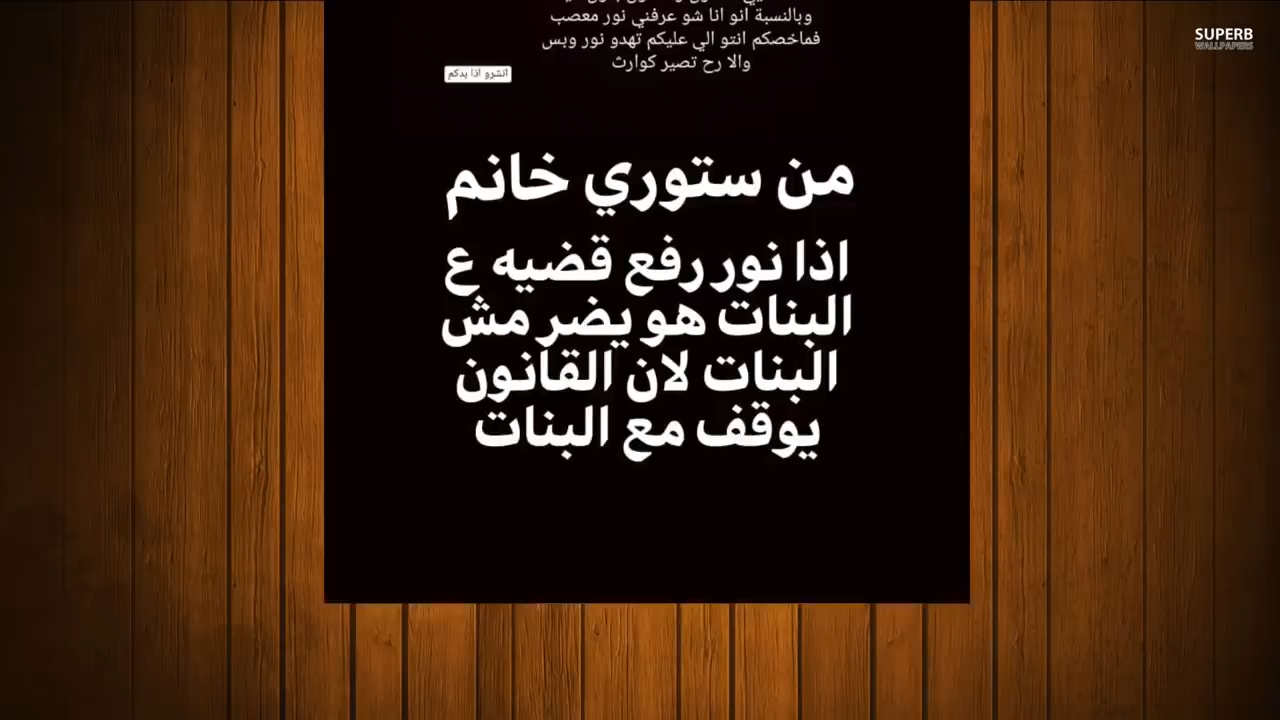 وبالنسبة انو انا شو عرفني نور معصب
فماخصكم انتو الي عليكم تهدو نور وبس
والا رح تصير كوارث
انشرو اذا بدكم
من ستوري خانم
اذا نور رفع قضيه ع
البنات هو يضر مش
البنات لان القانون
يوقف مع البنات
SUPERB
WALLPAPERS